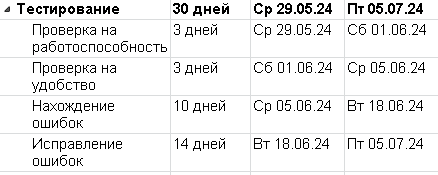 Тестирование 30 дней Ср 29.05.24 Пт 05.07.24
Проверка на 3 дней Ср 29.05.24 Сб 01.06.24
работоспособность
Проверка на 3 дней Сб 01.06.24 Ср 05.06.24
удобство
Нахождение 10 дней Ср 05.06.24 Вт 18.06.24
ошибок
Исправление 14 дней Вт 18.06.24 Пт 05.07.24
ошибок